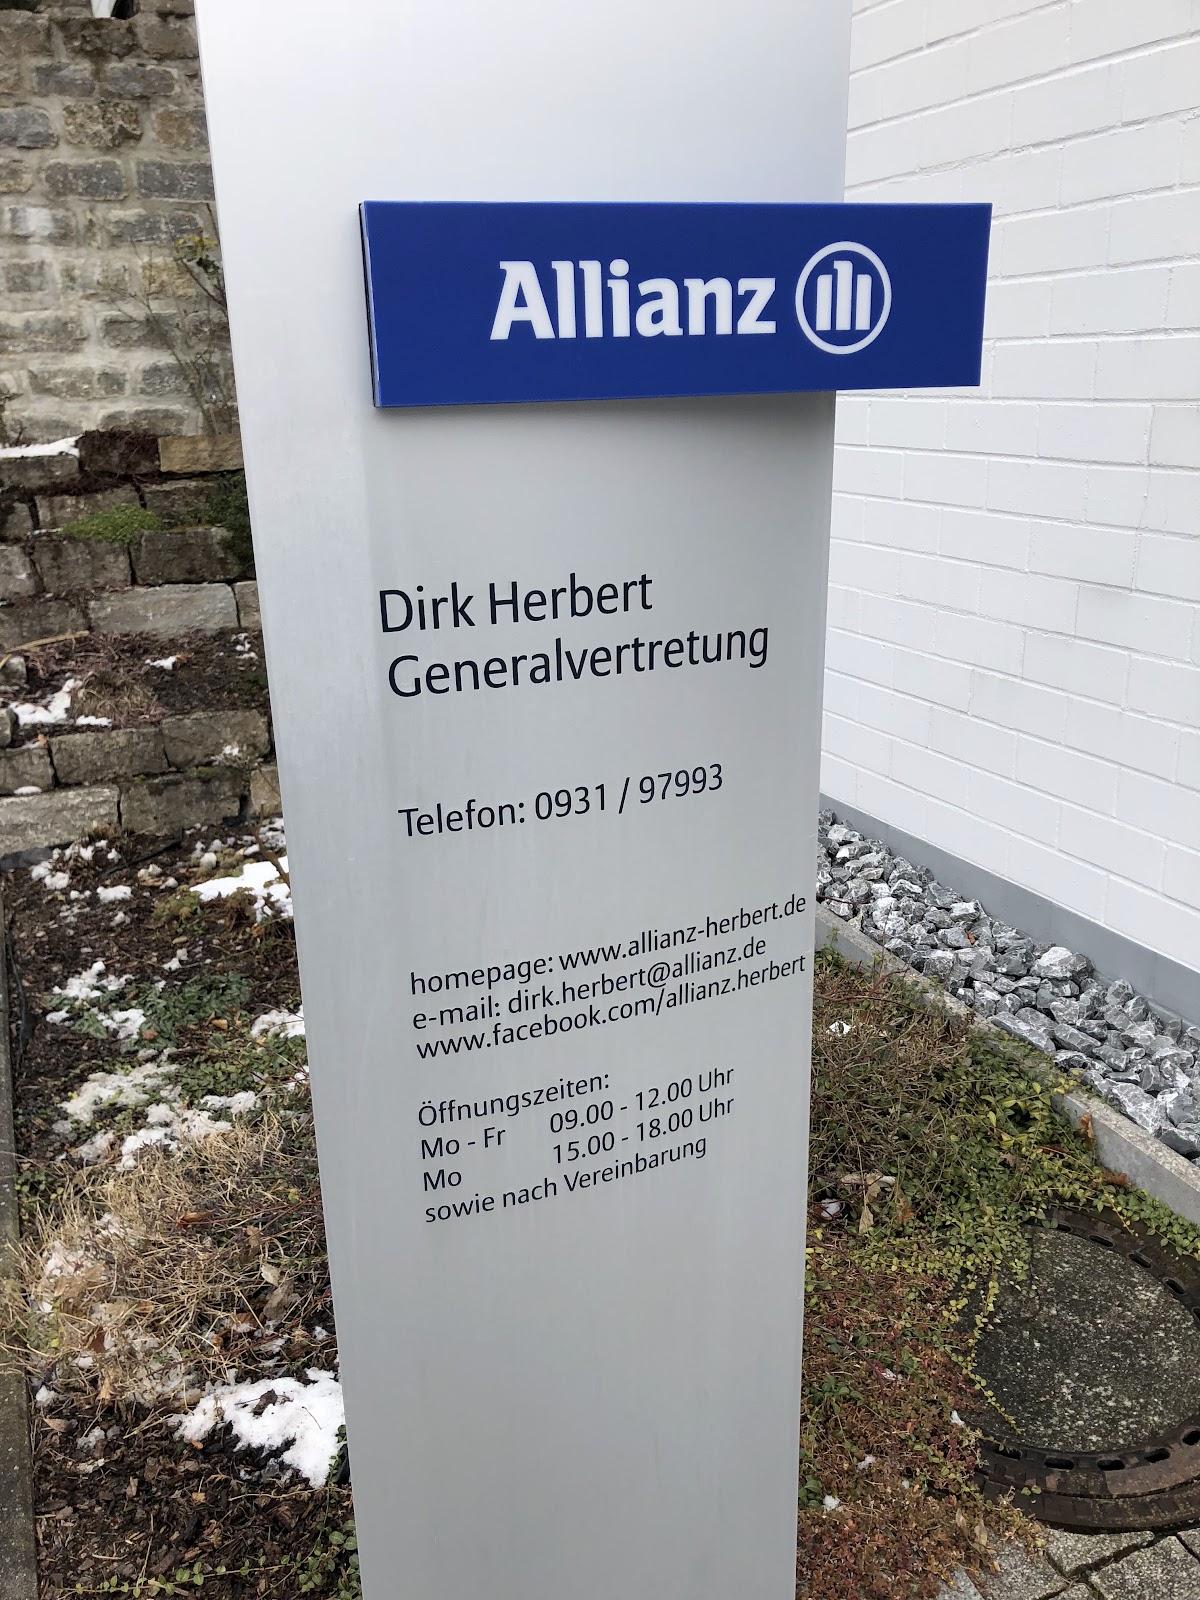 Allianz
Dirk Herbert
Generalvertretung
Telefon: 0931 / 97993
homepage: www.allianz-herbert.de
e-mail: dirk.herbert@allianz.de
www.facebook.com/allianz.herbert
Öffnungszeiten:
Mo - Fr 09.00 - 12.00 Uhr
Mo 15.00 - 18.00 Uhr
sowie nach Vereinbarung